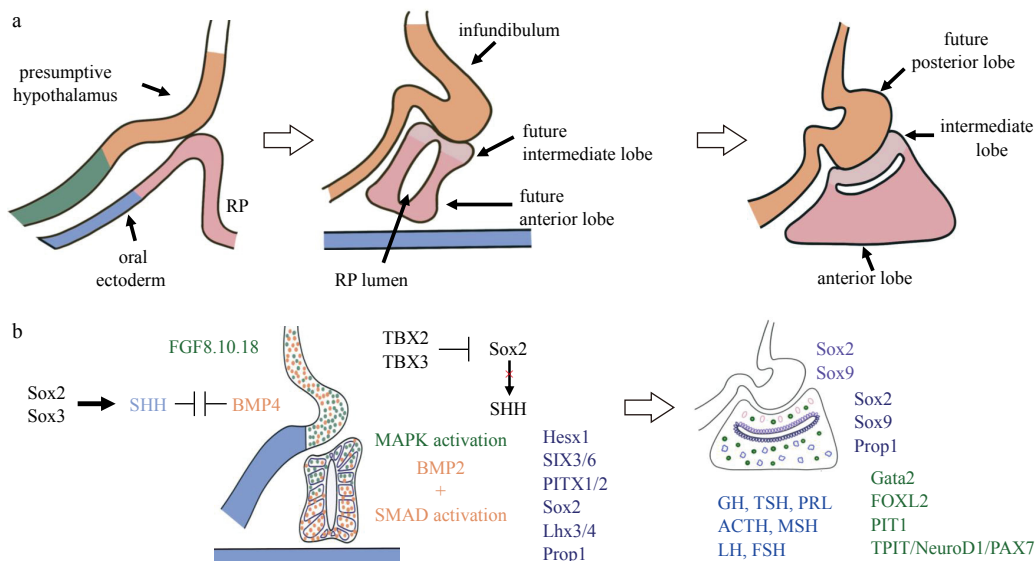 a
presumptive
hypothalamus
RP
oral
ectoderm
infundibulum
future
intermediate lobe
future
anterior lobe
RP lumen
future
posterior lobe
intermediate
lobe
anterior lobe
b
FGF8.10.18
Sox2
Sox3
SHH
BMP4
TBX2
TBX3
Sox2
SHH
MAPK activation
BMP2
+
SMAD activation
Hesx1
SIX3/6
PITX1/2
Sox2
Lhx3/4
Prop1
Sox2
Sox9
Sox2
Sox9
Prop1
GH, TSH, PRL
ACTH, MSH
LH, FSH
Gata2
FOXL2
PIT1
TPIT/NeuroD1/PAX7